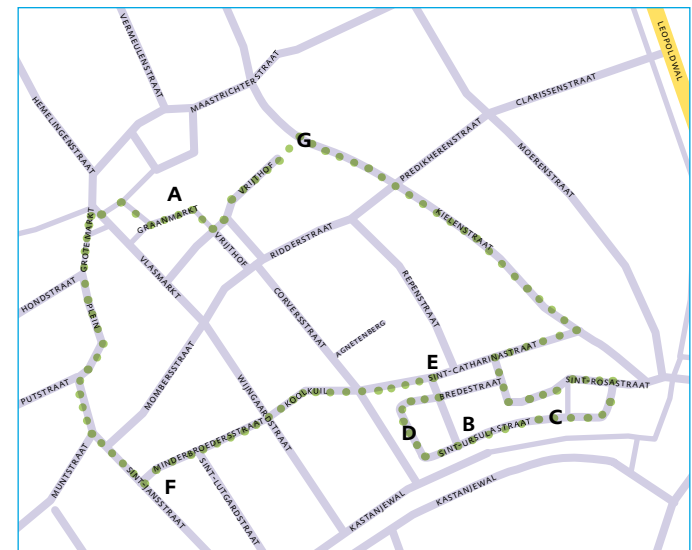 VERMEULENSTRAAT
LEOPOLDWAL
MAASTRICHTERSTRAAT
HEMELINGENSTRAAT
CLARISSENSTRAAT
G
PREDIKHERENSTRAAT
MOERENSTRAAT
A
VRIJTHOF
GRAANMARKT
GROTE MARKT
KIELENSTRAAT
VRIJTHOF
RIDDERSTRAAT
VLASMARKT
HONDSTRAAT
PLEIN
CORVERSSTRAAT
REPENSTRAAT
AGNETENBERG
E
SINT-CATHARINASTRAAT
MOMBERSSTRAAT
PUTSTRAAT
WIJNGAARDSTRAAT
KOOLKUIL
BREDESTRAAT
SINT-ROSASTRAAT
B
C
D
SINT-URSULASTRAAT
MINDERBROEDERSSTRAAT
MUNTSTRAAT
F
SINT-JANSSTRAAT
SINT-LUTGARDSTRAAT
KASTANJEWAL
KASTANJEWAL